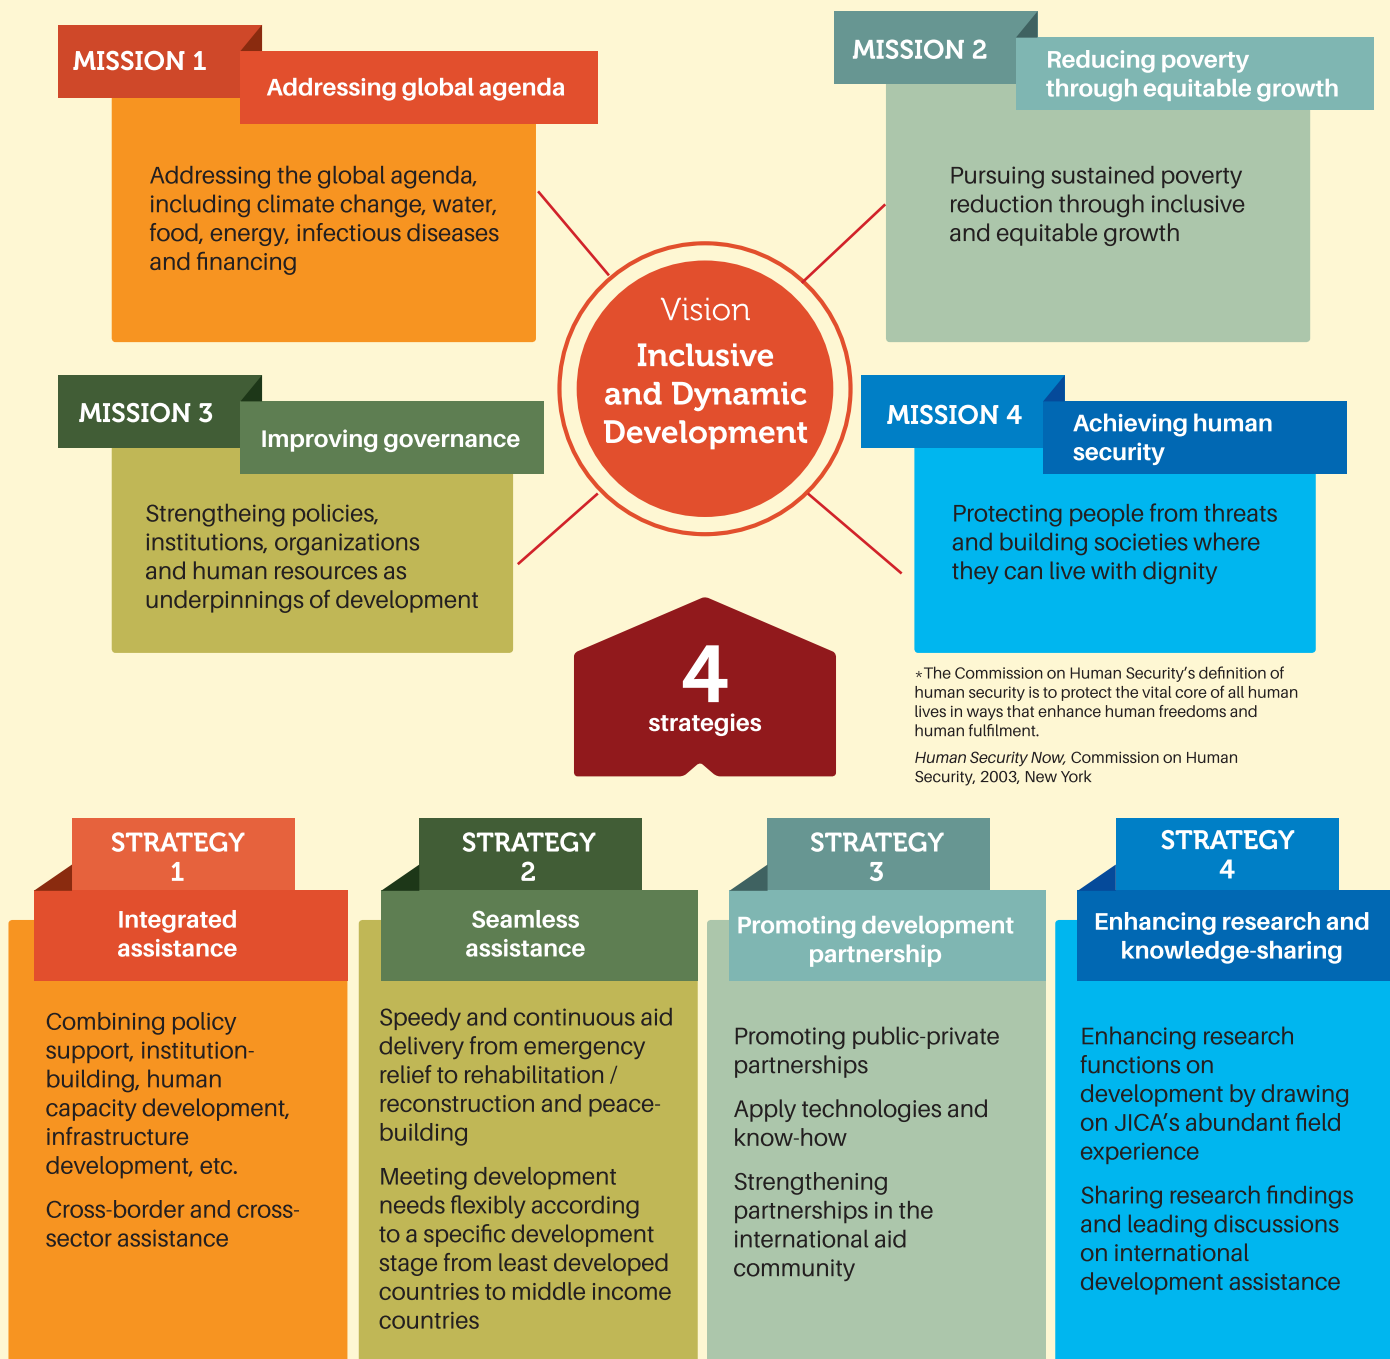 MISSION 1
Addressing global agenda
Addressing the global agenda,
including climate change, water,
food, energy, infectious diseases
and financing
MISSION 2
Reducing poverty
through equitable growth
Pursuing sustained poverty
reduction through inclusive
and equitable growth
Vision
Inclusive
and Dynamic
Development
MISSION 3
Improving governance
Strengtheing policies,
institutions, organizations
and human resources as
underpinnings of development
MISSION 4
Achieving human
security
Protecting people from threats
and building societies where
they can live with dignity
*The Commission on Human Security's definition of
human security is to protect the vital core of all human
lives in ways that enhance human freedoms and
human fulfilment.
Human Security Now, Commission on Human
Security, 2003, New York
4
strategies
STRATEGY
1
Integrated
assistance
Combining policy
support, institution-
building, human
capacity development,
infrastructure
development, etc.
Cross-border and cross-
sector assistance
STRATEGY
2
Seamless
assistance
Speedy and continuous aid
delivery from emergency
relief to rehabilitation /
reconstruction and peace-
building
Meeting development
needs flexibly according
to a specific development
stage from least developed
countries to middle income
countries
STRATEGY
3
Promoting development
partnership
Promoting public-private
partnerships
Apply technologies and
know-how
Strengthening
partnerships in the
international aid
community
STRATEGY
4
Enhancing research and
knowledge-sharing
Enhancing research
functions on
development by drawing
on JICA's abundant field
experience
Sharing research findings
and leading discussions
on international
development assistance